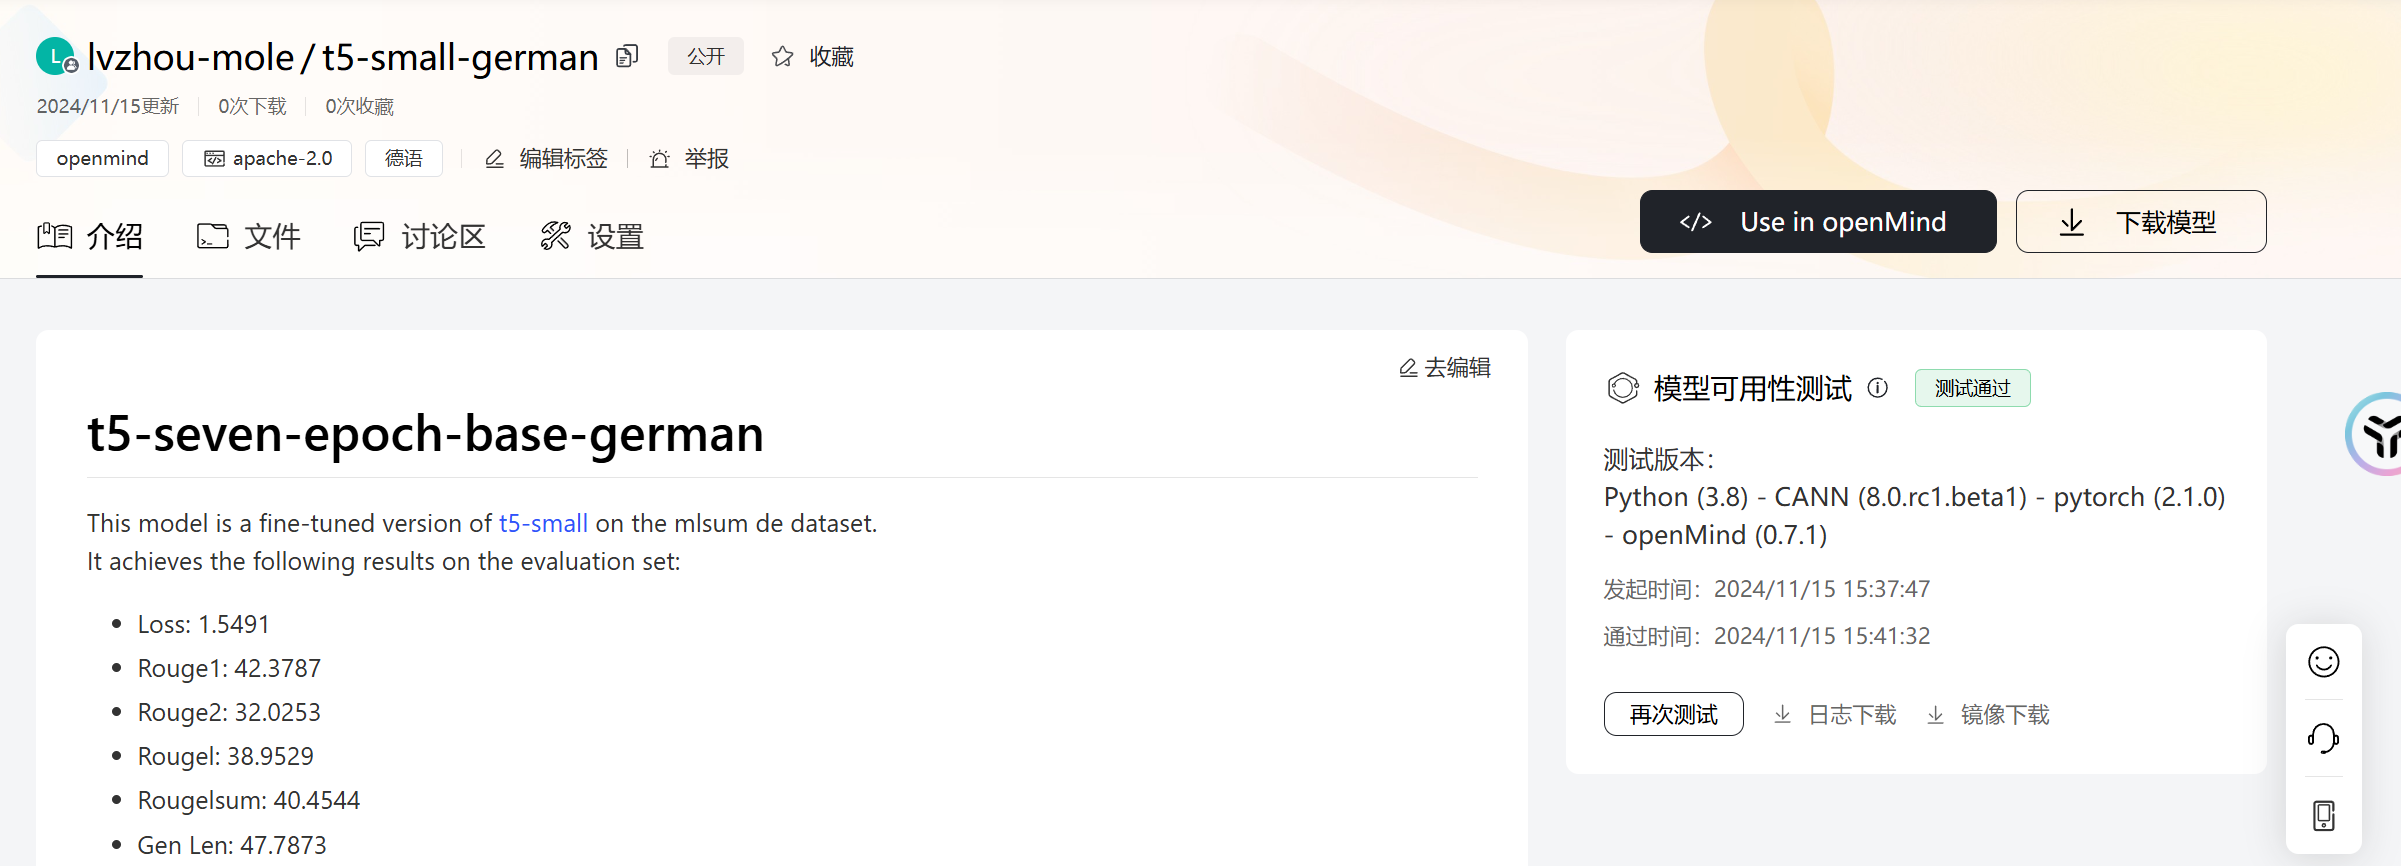 L lvzhou-mole / t5-small-german 公开 收藏
2024/11/15更新 0次下载 0次收藏
openmind apache-2.0 德语 编辑标签 举报
介绍 文件 讨论区 设置
</> Use in openMind 下载模型
去编辑
t5-seven-epoch-base-german
This model is a fine-tuned version of t5-small on the mlsum de dataset.
It achieves the following results on the evaluation set:
Loss: 1.5491
Rouge1: 42.3787
Rouge2: 32.0253
Rougel: 38.9529
Rougelsum: 40.4544
Gen Len: 47.7873
模型可用性测试 测试通过
测试版本：
Python (3.8) - CANN (8.0.rc1.beta1) - pytorch (2.1.0)
- openMind (0.7.1)
发起时间：2024/11/15 15:37:47
通过时间：2024/11/15 15:41:32
再次测试 日志下载 镜像下载